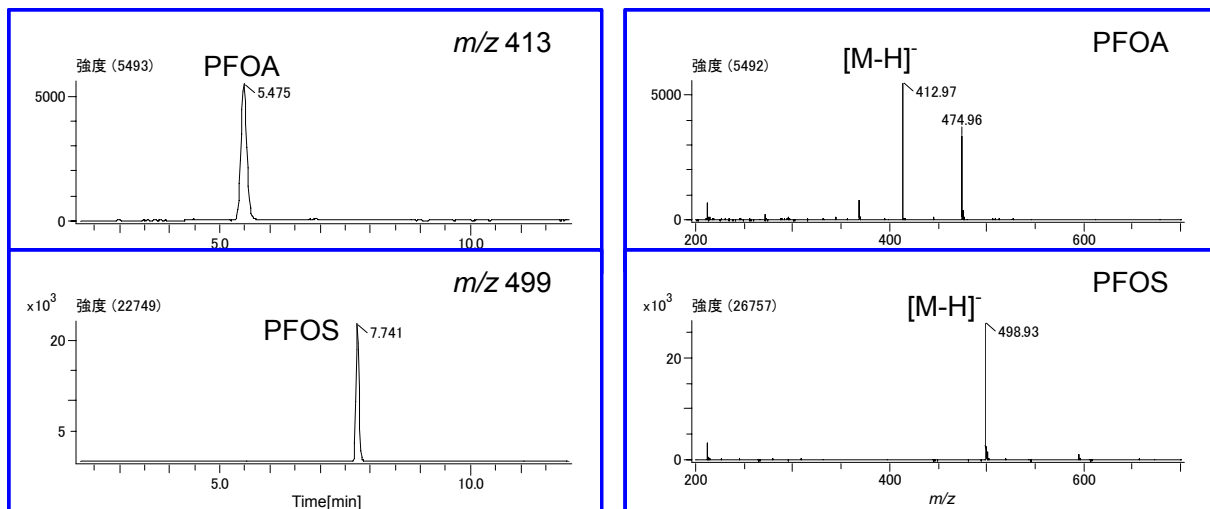 m/z 413
強度 (5493)
PFOA
5000
5.475
0
5.0
10.0
PFOA
強度 (5492)
[M-H]-
5000
412.97
474.96
0
200
400
600
m/z 499
x10³
強度 (22749)
PFOS
20
7.741
5
5.0
10.0
Time[min]
PFOS
x10³
強度 (26757)
[M-H]-
498.93
20
0
200
400
600
m/z